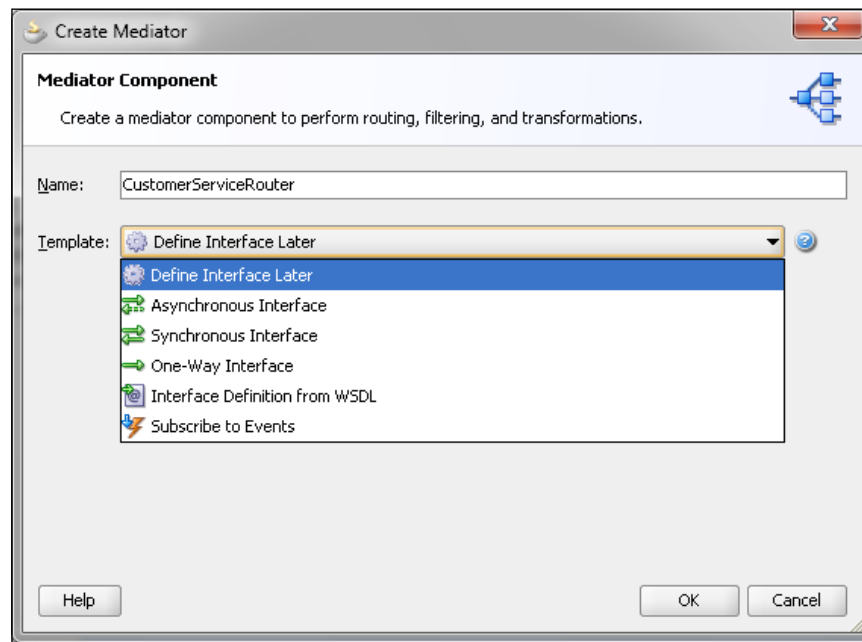 Create Mediator
Mediator Component
Create a mediator component to perform routing, filtering, and transformations.
Name: CustomerServiceRouter
Template: Define Interface Later
Define Interface Later
Asynchronous Interface
Synchronous Interface
One-Way Interface
Interface Definition from WSDL
Subscribe to Events
Help OK Cancel